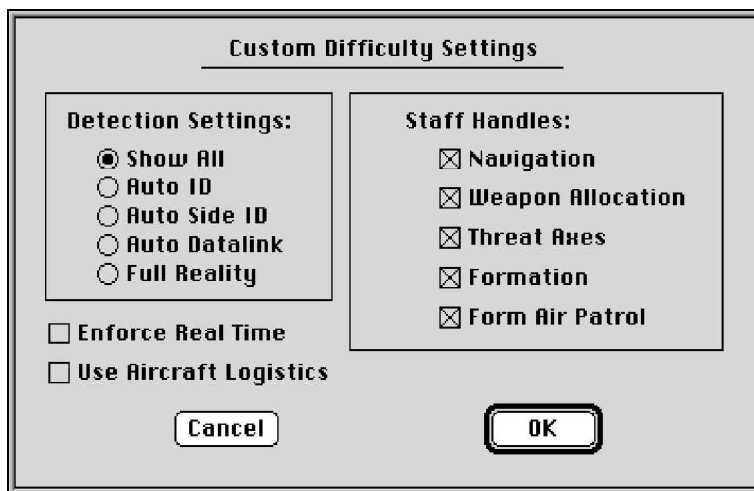 Custom Difficulty Settings
Detection Settings:
Show All
Auto ID
Auto Side ID
Auto Datalink
Full Reality
Enforce Real Time
Use Aircraft Logistics
Staff Handles:
Navigation
Weapon Allocation
Threat Axes
Formation
Form Air Patrol
Cancel
OK